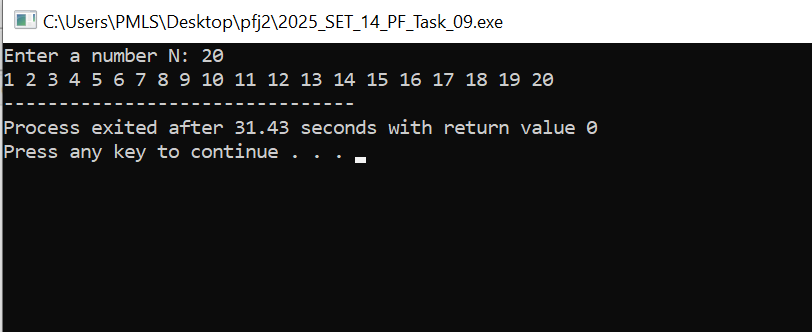 C:\Users\PMLS\Desktop\pfj2\2025_SET_14_PF_Task_09.exe
Enter a number N: 20
1 2 3 4 5 6 7 8 9 10 11 12 13 14 15 16 17 18 19 20
--------------------------------
Process exited after 31.43 seconds with return value 0
Press any key to continue . . .